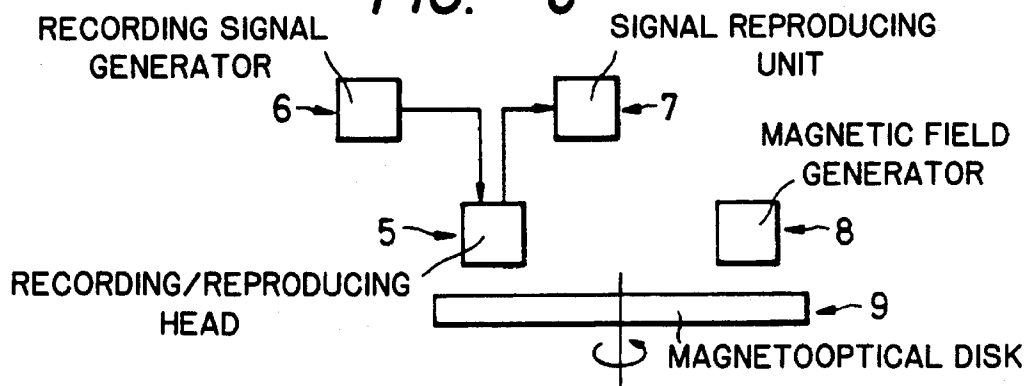 FIG.
RECORDING SIGNAL
GENERATOR
SIGNAL REPRODUCING
UNIT
6
7
MAGNETIC FIELD
GENERATOR
5
8
RECORDING/REPRODUCING
HEAD
9
MAGNETOOPTICAL DISK